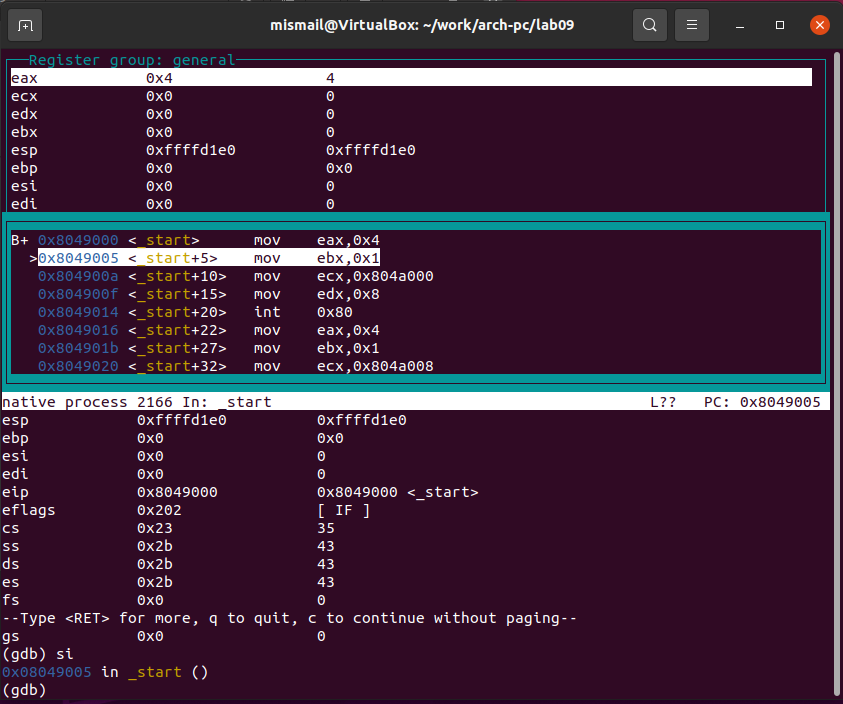 mismail@VirtualBox: ~/work/arch-pc/lab09
Register group: general
eax 0x4 4
ecx 0x0 0
edx 0x0 0
ebx 0x0 0
esp 0xffffd1e0 0xffffd1e0
ebp 0x0 0x0
esi 0x0 0
edi 0x0 0
B+ 0x8049000 <_start> mov eax,0x4
>0x8049005 <_start+5> mov ebx,0x1
0x804900a <_start+10> mov ecx,0x804a000
0x804900f <_start+15> mov edx,0x8
0x8049014 <_start+20> int 0x80
0x8049016 <_start+22> mov eax,0x4
0x804901b <_start+27> mov ebx,0x1
0x8049020 <_start+32> mov ecx,0x804a008
native process 2166 In: _start L?? PC: 0x8049005
esp 0xffffd1e0 0xffffd1e0
ebp 0x0 0x0
esi 0x0 0
edi 0x0 0
eip 0x8049000 0x8049000 <_start>
eflags 0x202 [ IF ]
cs 0x23 35
ss 0x2b 43
ds 0x2b 43
es 0x2b 43
fs 0x0 0
--Type <RET> for more, q to quit, c to continue without paging--
gs 0x0 0
(gdb) si
0x08049005 in _start ()
(gdb)